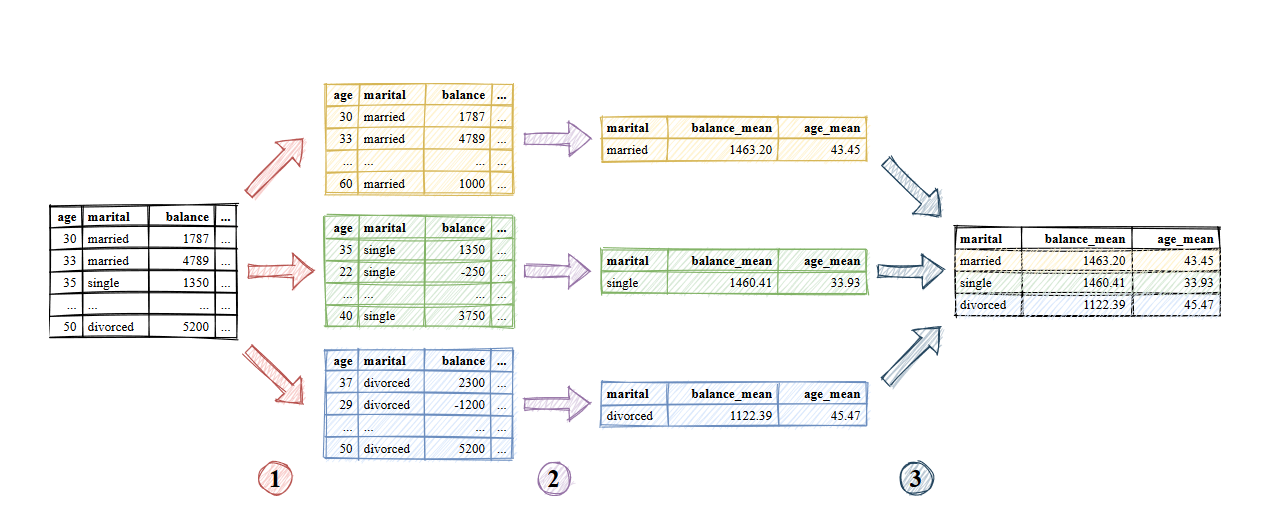 age marital balance ...
30 married 1787 ...
33 married 4789 ...
35 single 1350 ...
... ... ... ...
50 divorced 5200 ...
age marital balance ...
30 married 1787 ...
33 married 4789 ...
... ... ... ...
60 married 1000 ...
age marital balance ...
35 single 1350 ...
22 single -250 ...
... ... ... ...
40 single 3750 ...
age marital balance ...
37 divorced 2300 ...
29 divorced -1200 ...
... ... ... ...
50 divorced 5200 ...
marital balance_mean age_mean
married 1463.20 43.45
marital balance_mean age_mean
single 1460.41 33.93
marital balance_mean age_mean
divorced 1122.39 45.47
marital balance_mean age_mean
married 1463.20 43.45
single 1460.41 33.93
divorced 1122.39 45.47
1
2
3